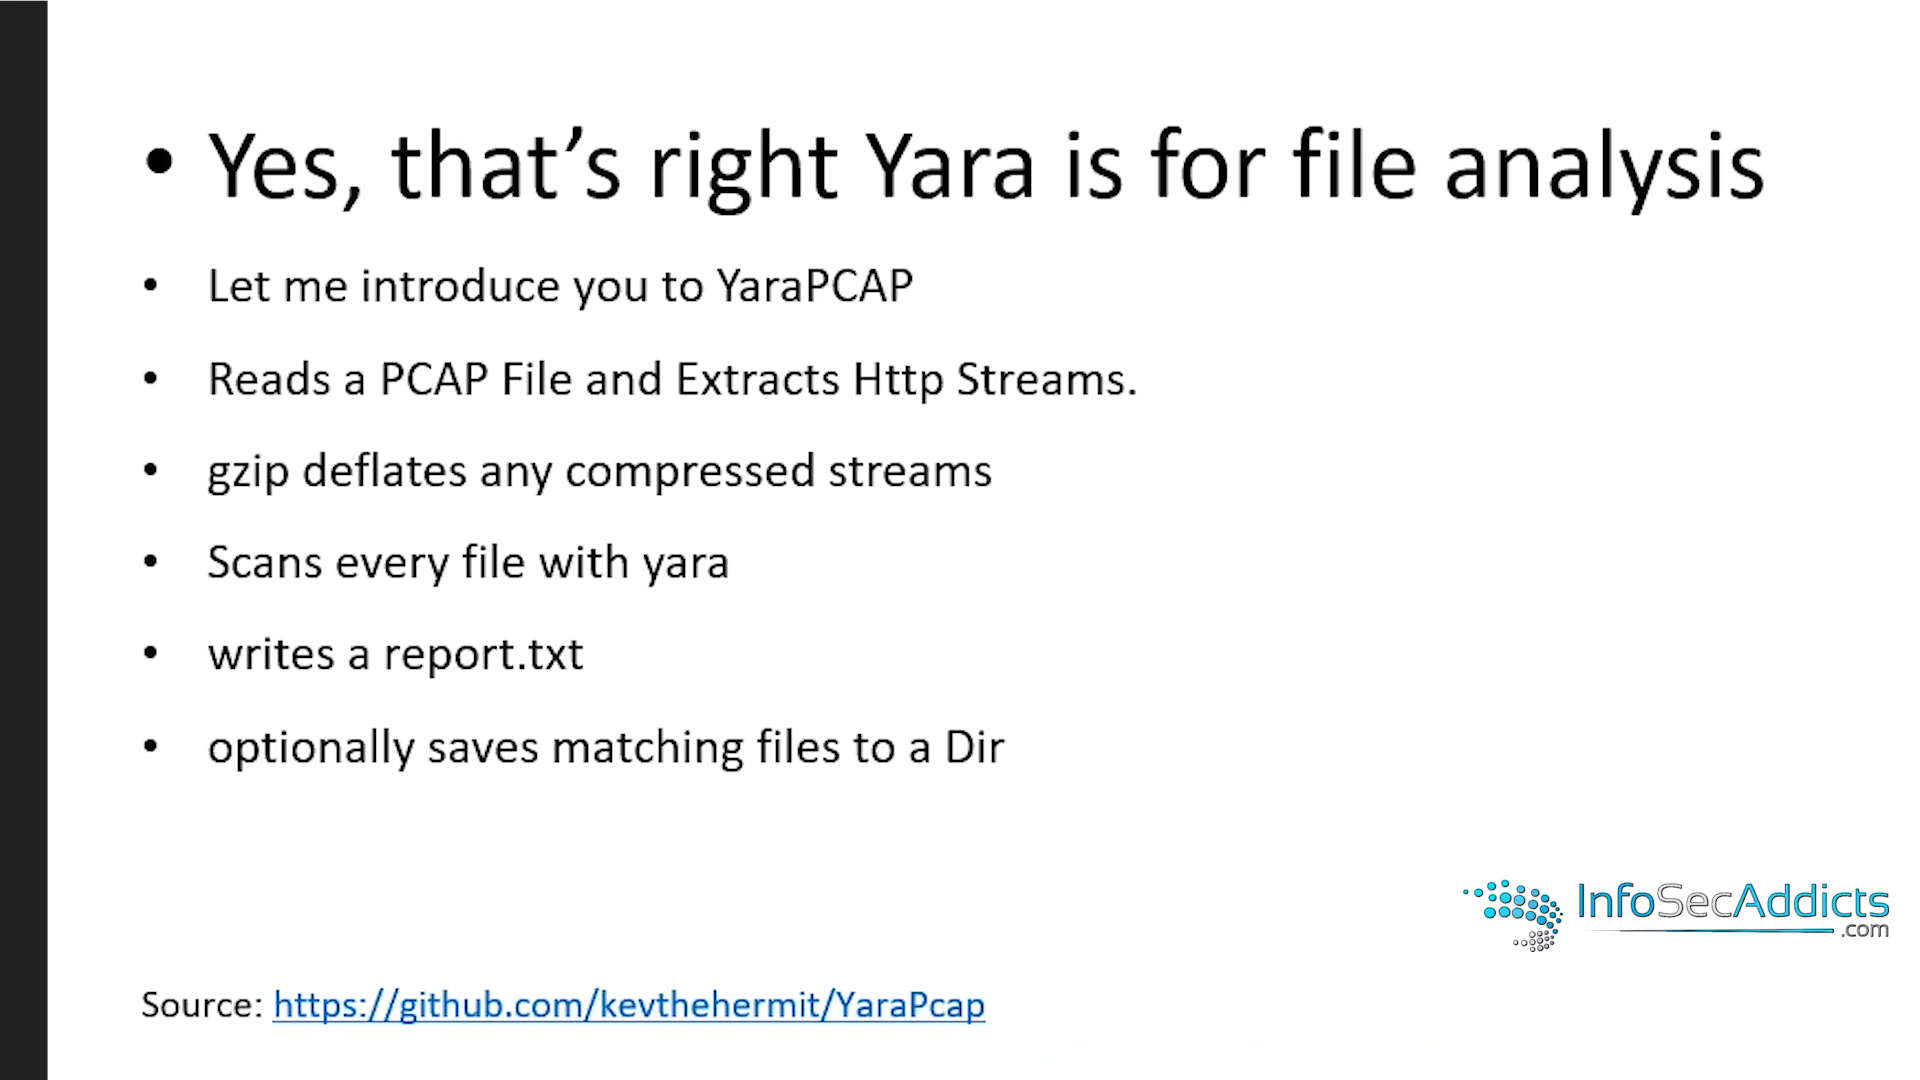 • Yes, that’s right Yara is for file analysis
• Let me introduce you to YaraPCAP
• Reads a PCAP File and Extracts Http Streams.
• gzip deflates any compressed streams
• Scans every file with yara
• writes a report.txt
• optionally saves matching files to a Dir
InfoSecAddicts
.com
Source: https://github.com/kevthehermit/YaraPcap